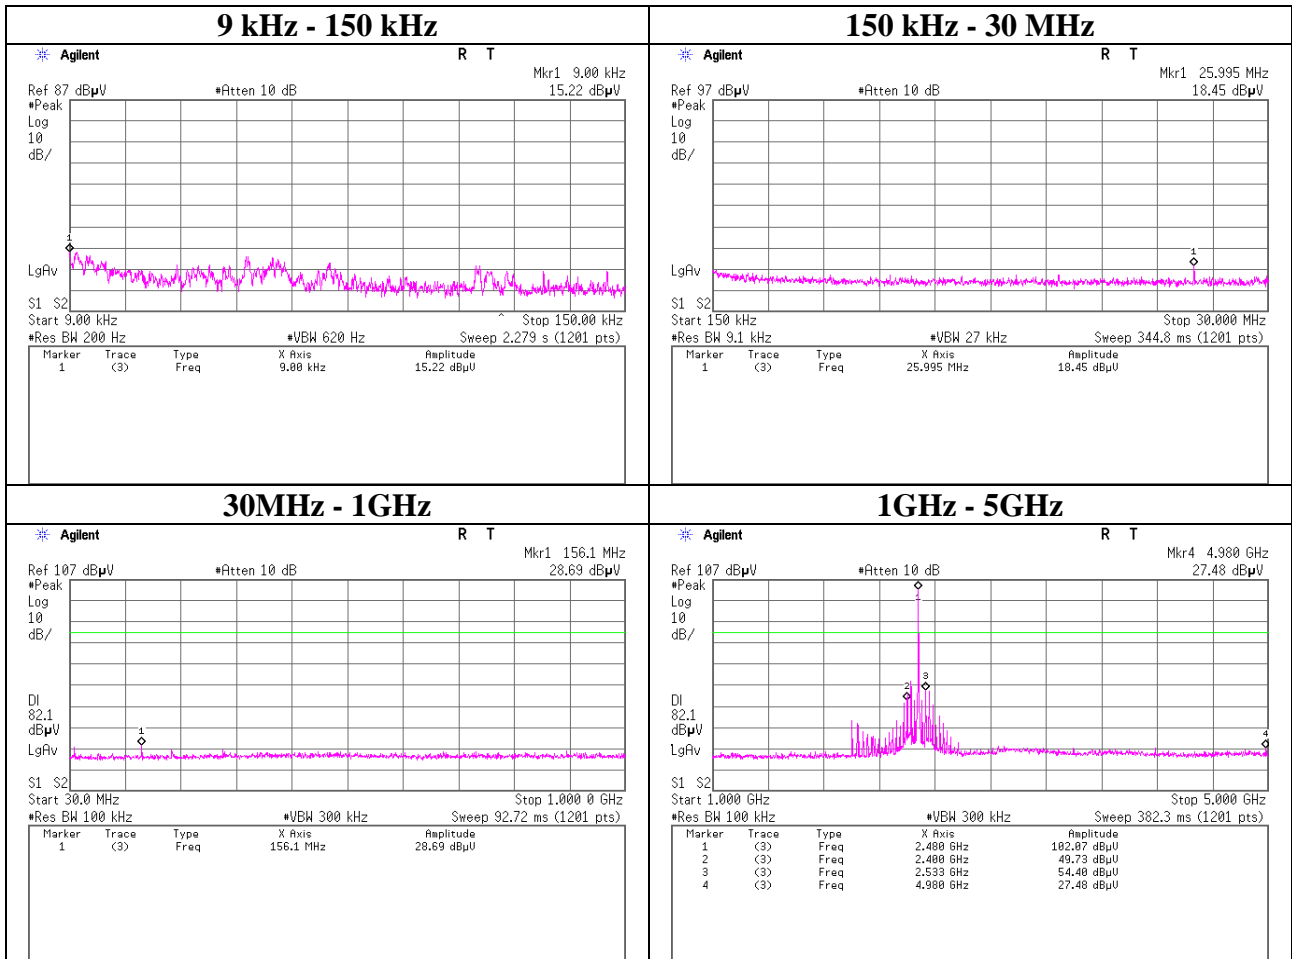 9 kHz - 150 kHz
Agilent R T
Mkr1 9.00 kHz
Ref 87 dBµV #Atten 10 dB 15.22 dBµV
#Peak
Log
10
dB/
1
LgAv
S1 S2
Start 9.00 kHz ^ Stop 150.00 kHz
#Res BW 200 Hz #VBW 620 Hz Sweep 2.279 s (1201 pts)
Marker Trace Type X Axis Amplitude
1 (3) Freq 9.00 kHz 15.22 dBµV
150 kHz - 30 MHz
Agilent R T
Mkr1 25.995 MHz
Ref 97 dBµV #Atten 10 dB 18.45 dBµV
#Peak
Log
10
dB/
1
LgAv
S1 S2
Start 150 kHz Stop 30.000 MHz
#Res BW 9.1 kHz #VBW 27 kHz Sweep 344.8 ms (1201 pts)
Marker Trace Type X Axis Amplitude
1 (3) Freq 25.995 MHz 18.45 dBµV
30MHz - 1GHz
Agilent R T
Mkr1 156.1 MHz
Ref 107 dBµV #Atten 10 dB 28.69 dBµV
#Peak
Log
10
dB/
DI
82.1
dBµV
1
LgAv
S1 S2
Start 30.0 MHz Stop 1.000 0 GHz
#Res BW 100 kHz #VBW 300 kHz Sweep 92.72 ms (1201 pts)
Marker Trace Type X Axis Amplitude
1 (3) Freq 156.1 MHz 28.69 dBµV
1GHz - 5GHz
Agilent R T
Mkr4 4.980 GHz
Ref 107 dBµV #Atten 10 dB 27.48 dBµV
#Peak
1
Log
10
dB/
3
2
DI
82.1
dBµV
4
LgAv
S1 S2
Start 1.000 GHz Stop 5.000 GHz
#Res BW 100 kHz #VBW 300 kHz Sweep 382.3 ms (1201 pts)
Marker Trace Type X Axis Amplitude
1 (3) Freq 2.480 GHz 102.07 dBµV
2 (3) Freq 2.400 GHz 49.73 dBµV
3 (3) Freq 2.533 GHz 54.40 dBµV
4 (3) Freq 4.980 GHz 27.48 dBµV